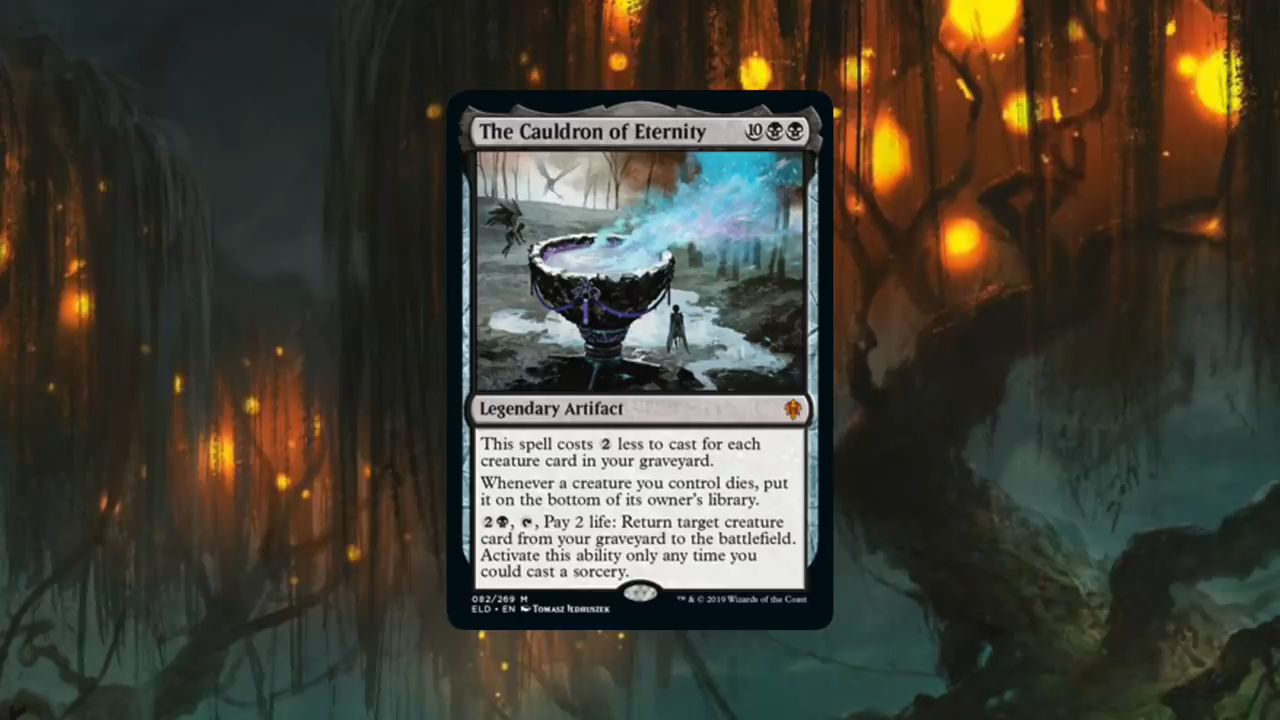 The Cauldron of Eternity 10
Legendary Artifact
This spell costs 2 less to cast for each
creature card in your graveyard.
Whenever a creature you control dies, put
it on the bottom of its owner's library.
2, , Pay 2 life: Return target creature
card from your graveyard to the battlefield.
Activate this ability only any time you
could cast a sorcery.
082/269 M ™ & © 2019 Wizards of the Coast
ELD • EN Tomasz Jedruszek